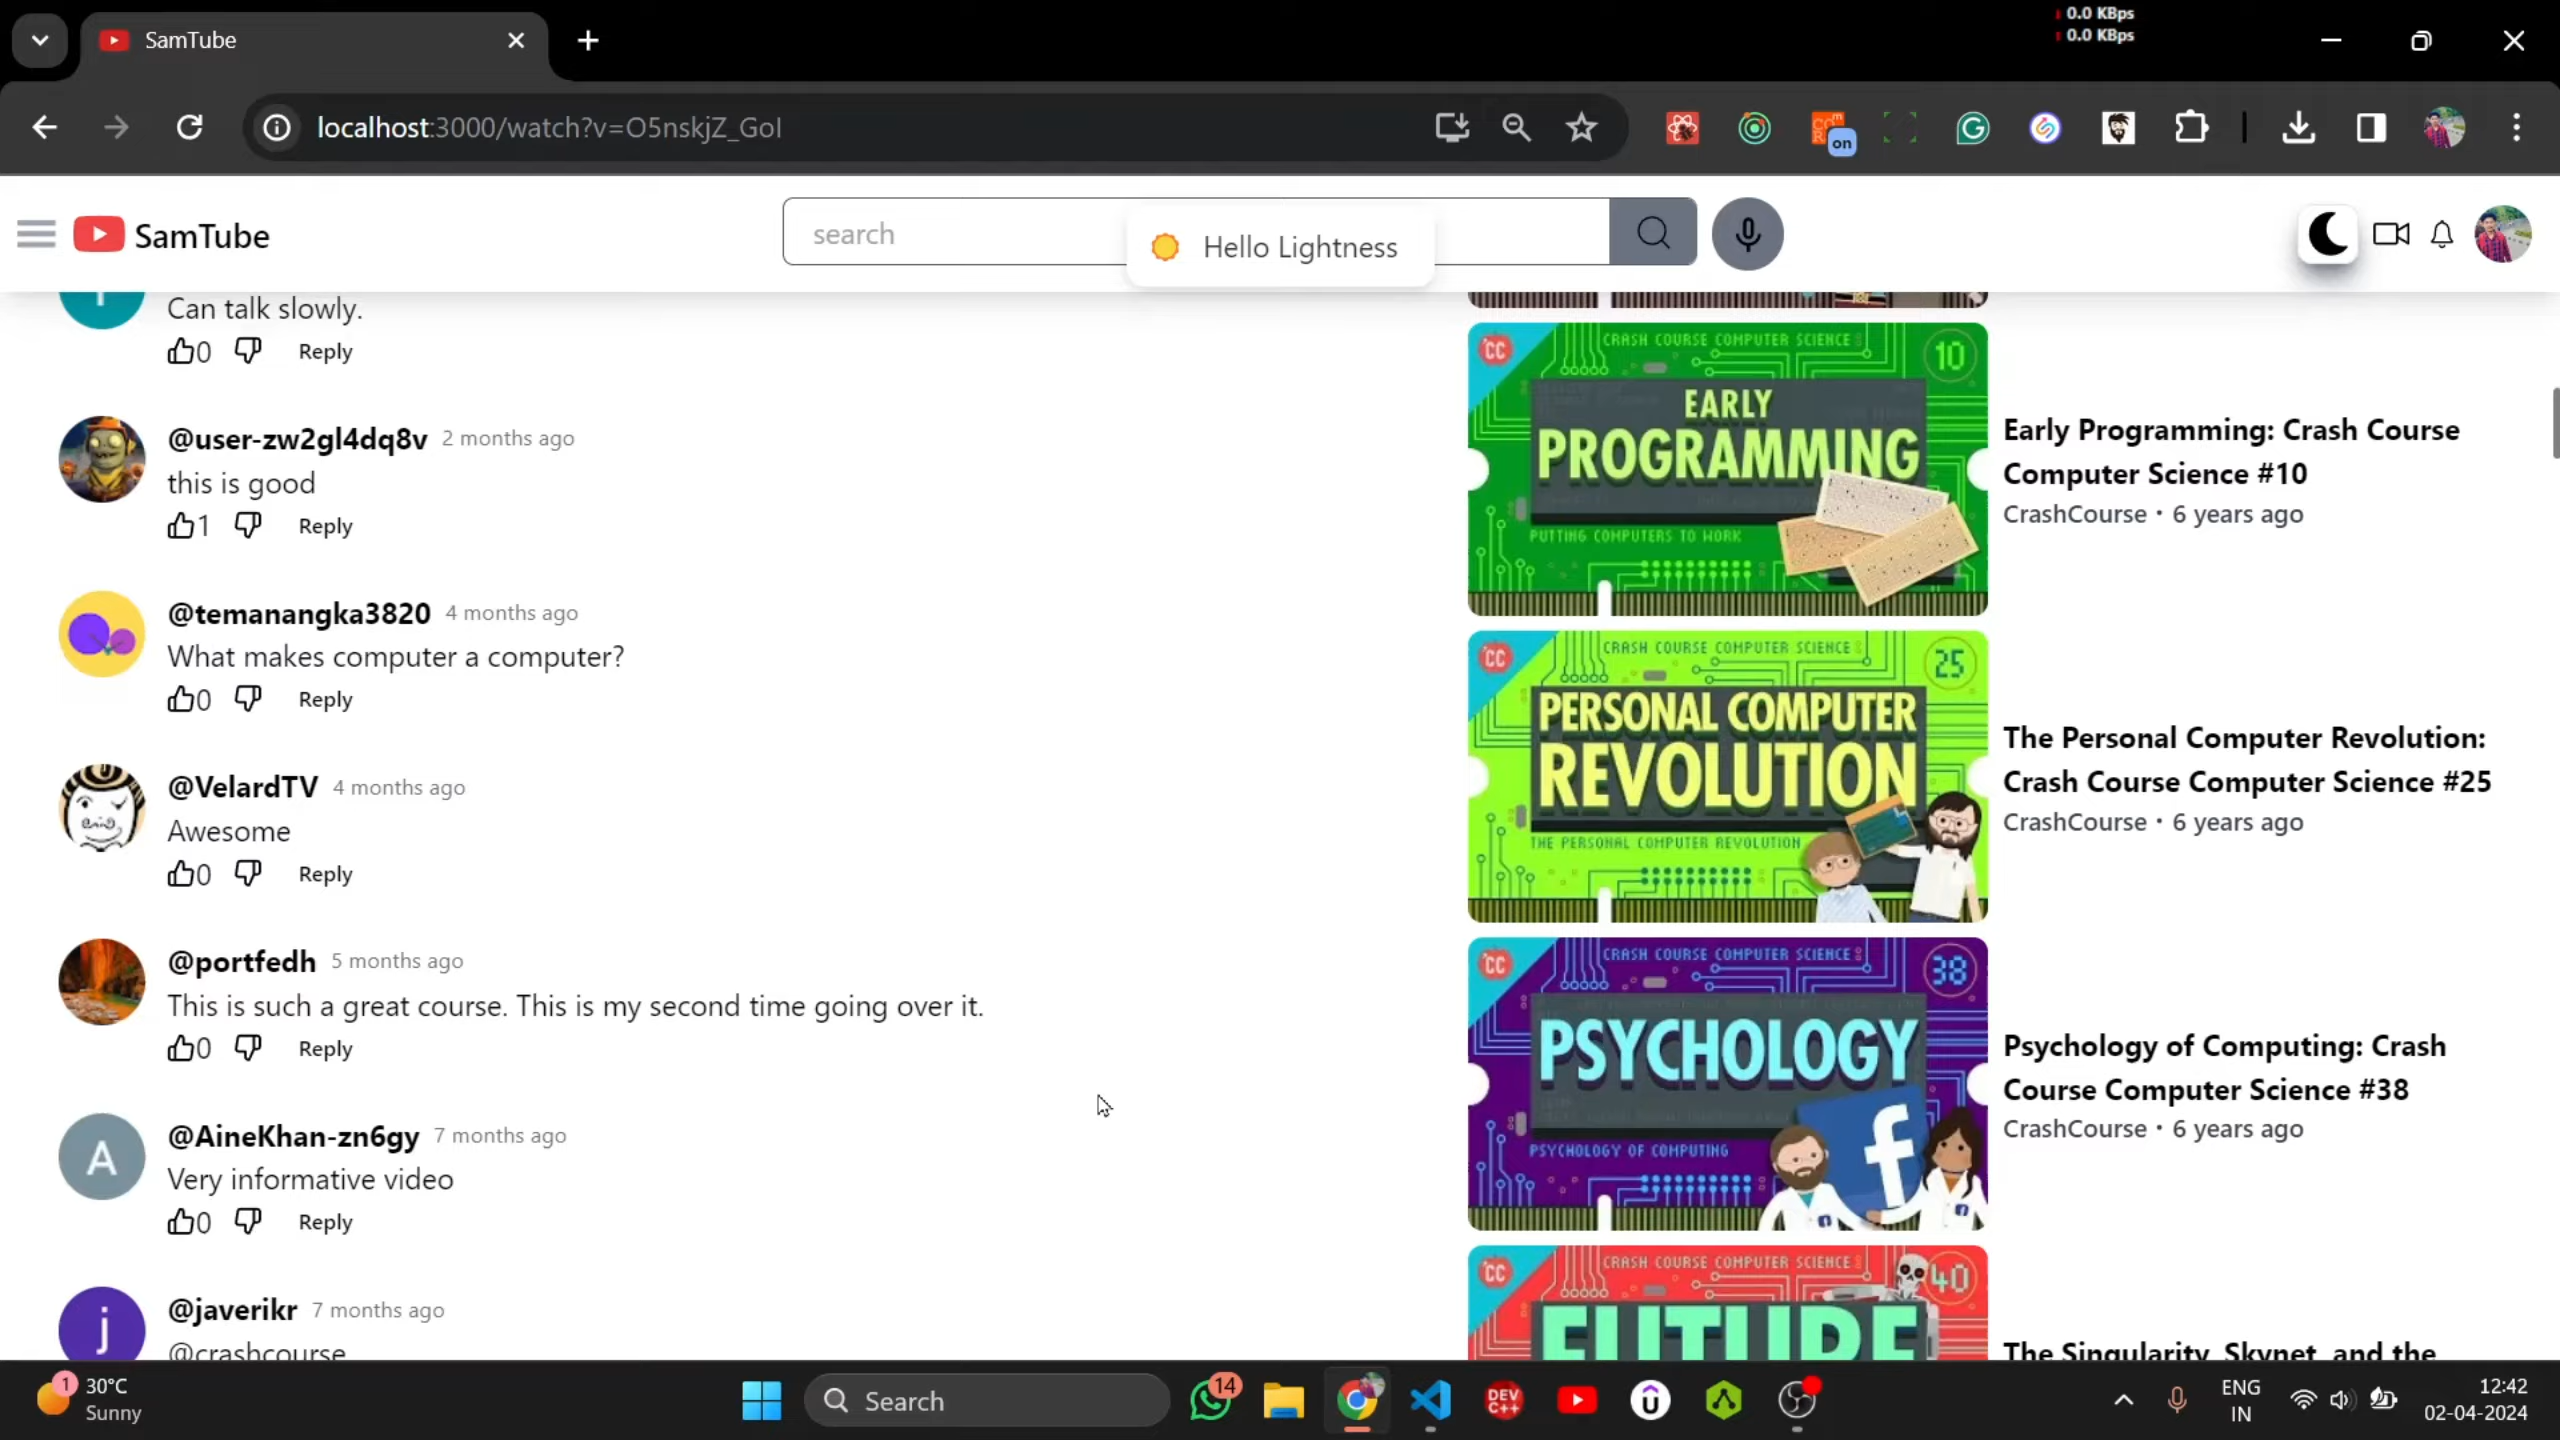 0.0 KBps
0.0 KBps
SamTube
localhost:3000/watch?v=O5nskjZ_GoI
on
SamTube
search
Hello Lightness
Can talk slowly.
0 Reply
@user-zw2gl4dq8v 2 months ago
this is good
1 Reply
@temanangka3820 4 months ago
What makes computer a computer?
0 Reply
@VelardTV 4 months ago
Awesome
0 Reply
@portfedh 5 months ago
This is such a great course. This is my second time going over it.
0 Reply
A
@AineKhan-zn6gy 7 months ago
Very informative video
0 Reply
j
@javerikr 7 months ago
@crashcourse
CC
CRASH COURSE COMPUTER SCIENCE
10
EARLY
PROGRAMMING
PUTTING COMPUTERS TO WORK
Early Programming: Crash Course
Computer Science #10
CrashCourse • 6 years ago
CC
CRASH COURSE COMPUTER SCIENCE
25
PERSONAL COMPUTER
REVOLUTION
THE PERSONAL COMPUTER REVOLUTION
The Personal Computer Revolution:
Crash Course Computer Science #25
CrashCourse • 6 years ago
CC
CRASH COURSE COMPUTER SCIENCE
38
PSYCHOLOGY
PSYCHOLOGY OF COMPUTING
f
Psychology of Computing: Crash
Course Computer Science #38
CrashCourse • 6 years ago
CC
CRASH COURSE COMPUTER SCIENCE
40
FUTURE
The Singularity, Skynet, and the
1
30°C
Sunny
Search
14
DEV
C++
ENG
IN
12:42
02-04-2024